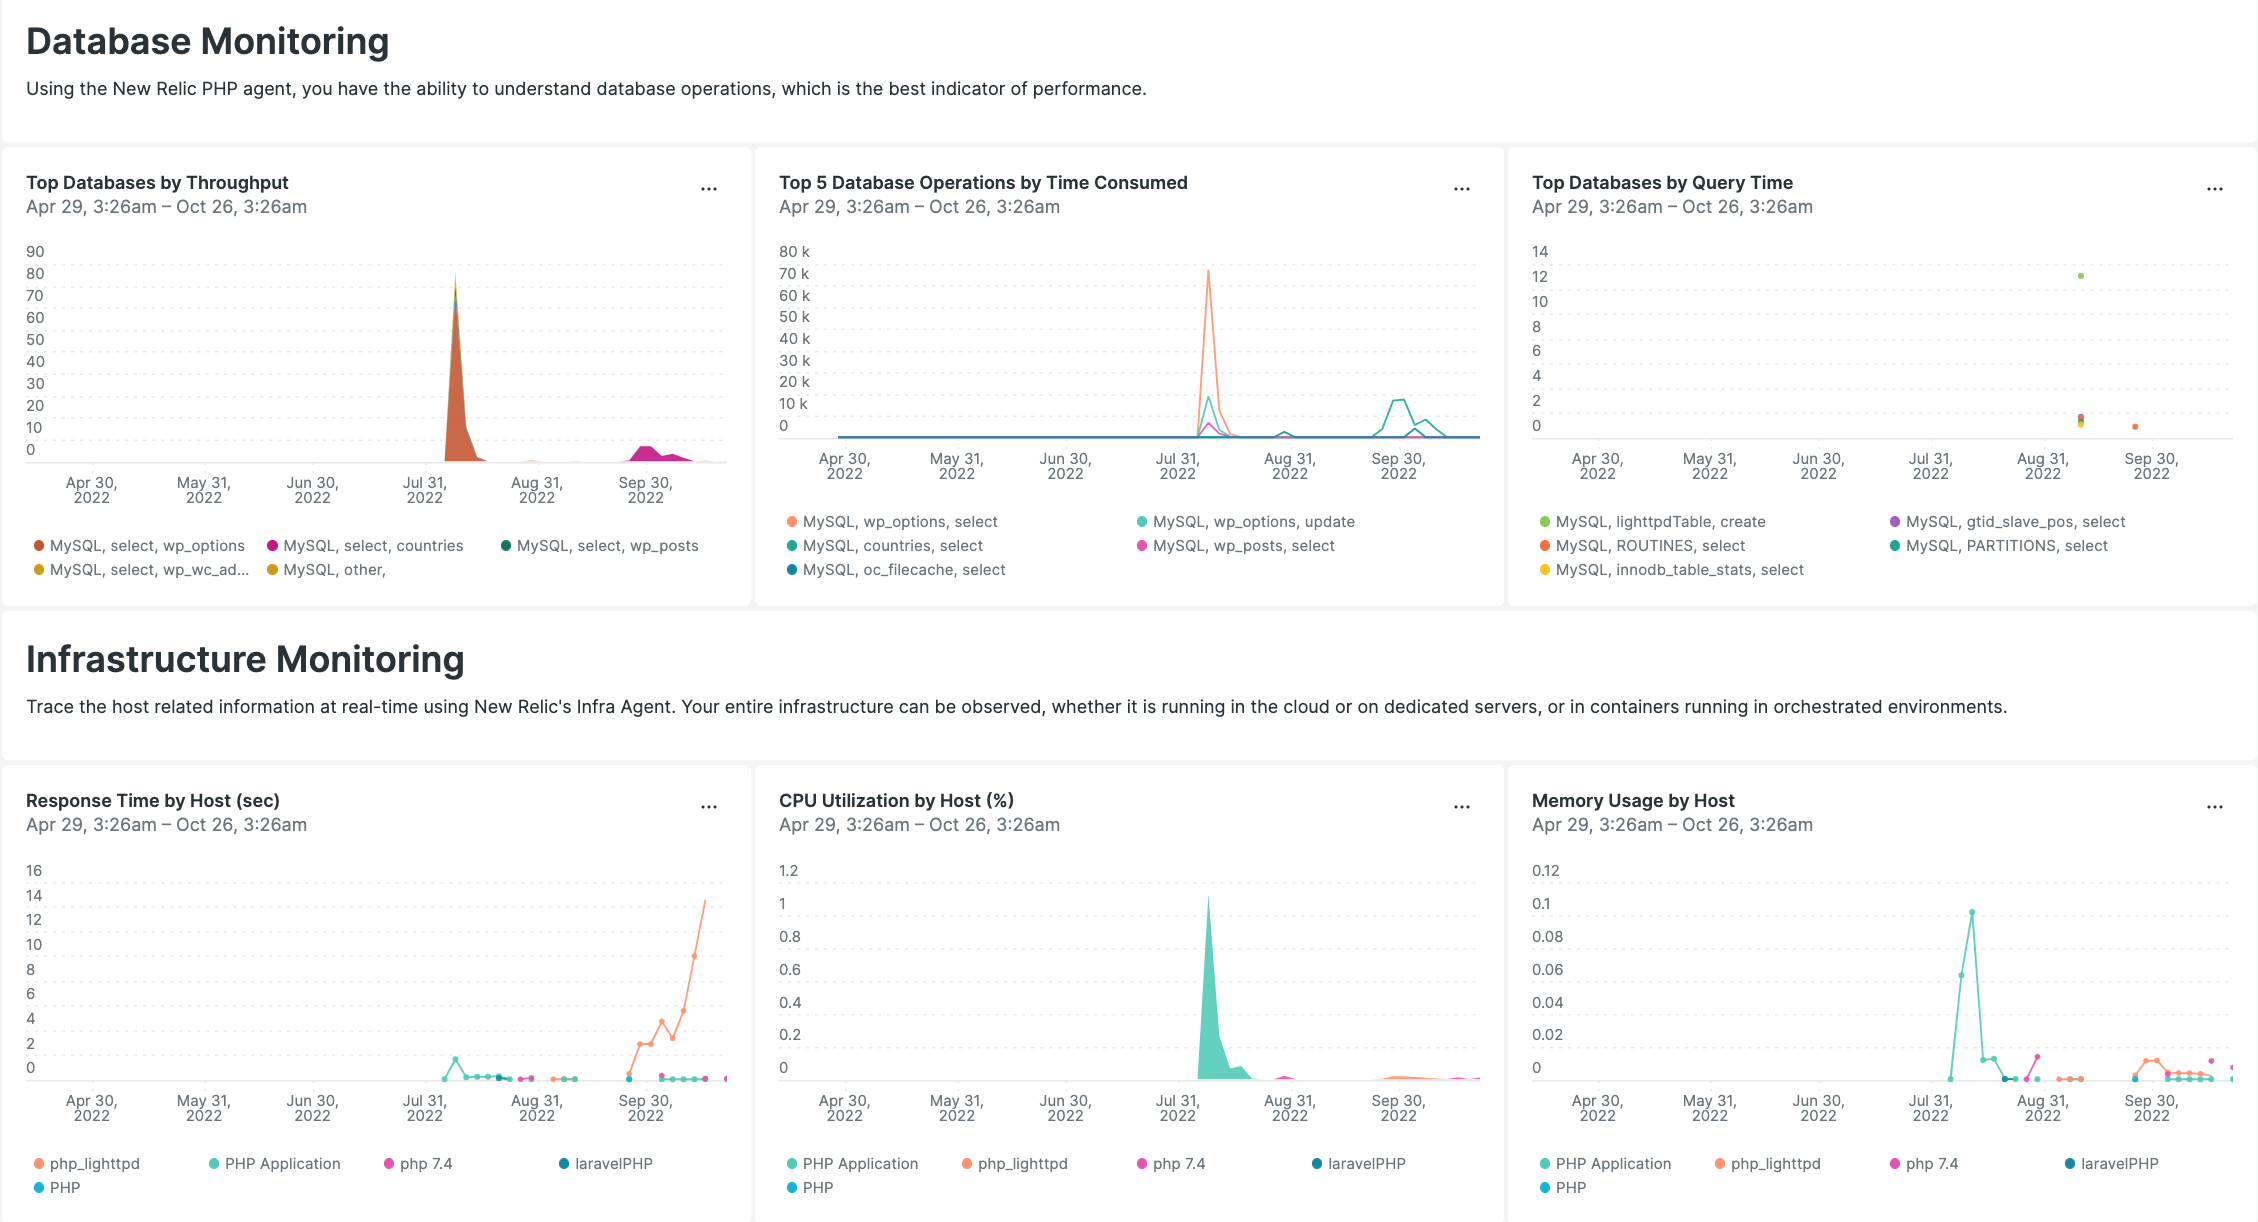 Database Monitoring
Using the New Relic PHP agent, you have the ability to understand database operations, which is the best indicator of performance.
Top Databases by Throughput
...
Apr 29, 3:26am – Oct 26, 3:26am
90
80
70
60
50
40
30
20
10
0
Apr 30, May 31, Jun 30, Jul 31, Aug 31, Sep 30,
2022 2022 2022 2022 2022 2022
MySQL, select, wp_options MySQL, select, countries MySQL, select, wp_posts
MySQL, select, wp_wc_ad... MySQL, other,
Top 5 Database Operations by Time Consumed
...
Apr 29, 3:26am – Oct 26, 3:26am
80 k
70 k
60 k
50 k
40 k
30 k
20 k
10 k
0
Apr 30, May 31, Jun 30, Jul 31, Aug 31, Sep 30,
2022 2022 2022 2022 2022 2022
MySQL, wp_options, select MySQL, wp_options, update
MySQL, countries, select MySQL, wp_posts, select
MySQL, oc_filecache, select
Top Databases by Query Time
...
Apr 29, 3:26am – Oct 26, 3:26am
14
12
10
8
6
4
2
0
Apr 30, May 31, Jun 30, Jul 31, Aug 31, Sep 30,
2022 2022 2022 2022 2022 2022
MySQL, lighttpdTable, create MySQL, gtid_slave_pos, select
MySQL, ROUTINES, select MySQL, PARTITIONS, select
MySQL, innodb_table_stats, select
Infrastructure Monitoring
Trace the host related information at real-time using New Relic's Infra Agent. Your entire infrastructure can be observed, whether it is running in the cloud or on dedicated servers, or in containers running in orchestrated environments.
Response Time by Host (sec)
...
Apr 29, 3:26am – Oct 26, 3:26am
16
14
12
10
8
6
4
2
0
Apr 30, May 31, Jun 30, Jul 31, Aug 31, Sep 30,
2022 2022 2022 2022 2022 2022
php_lighttpd PHP Application php 7.4 laravelPHP
PHP
CPU Utilization by Host (%)
...
Apr 29, 3:26am – Oct 26, 3:26am
1.2
1
0.8
0.6
0.4
0.2
0
Apr 30, May 31, Jun 30, Jul 31, Aug 31, Sep 30,
2022 2022 2022 2022 2022 2022
PHP Application php_lighttpd php 7.4 laravelPHP
PHP
Memory Usage by Host
...
Apr 29, 3:26am – Oct 26, 3:26am
0.12
0.1
0.08
0.06
0.04
0.02
0
Apr 30, May 31, Jun 30, Jul 31, Aug 31, Sep 30,
2022 2022 2022 2022 2022 2022
PHP Application php_lighttpd php 7.4 laravelPHP
PHP